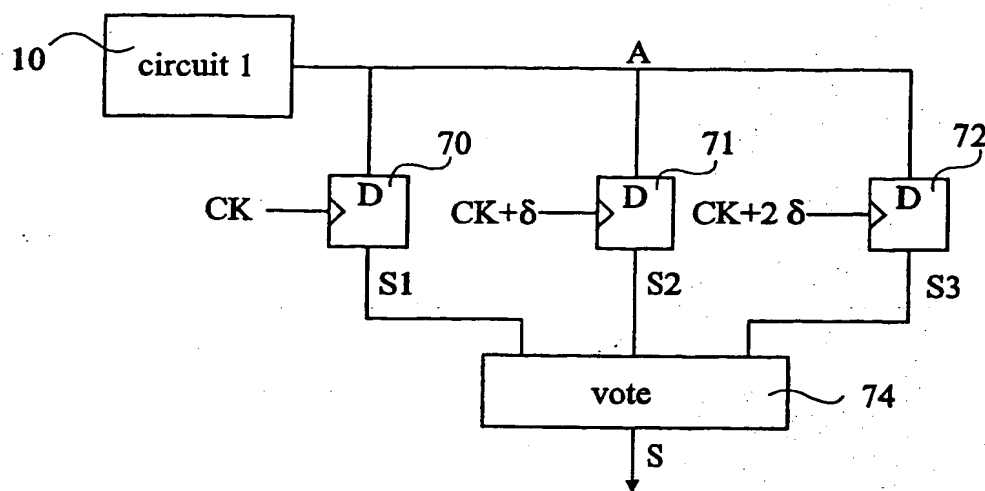 10
circuit 1
A
70
71
72
D
D
D
CK
CK+δ
CK+2 δ
S1
S2
S3
vote
74
S